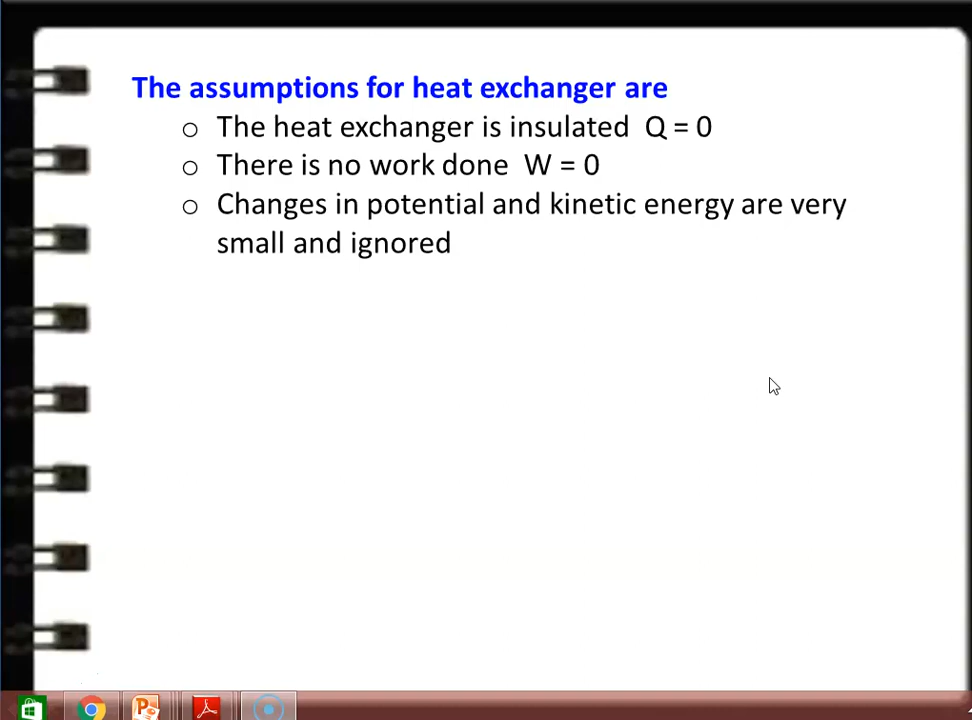 The assumptions for heat exchanger are
o The heat exchanger is insulated Q = 0
o There is no work done W = 0
o Changes in potential and kinetic energy are very
small and ignored